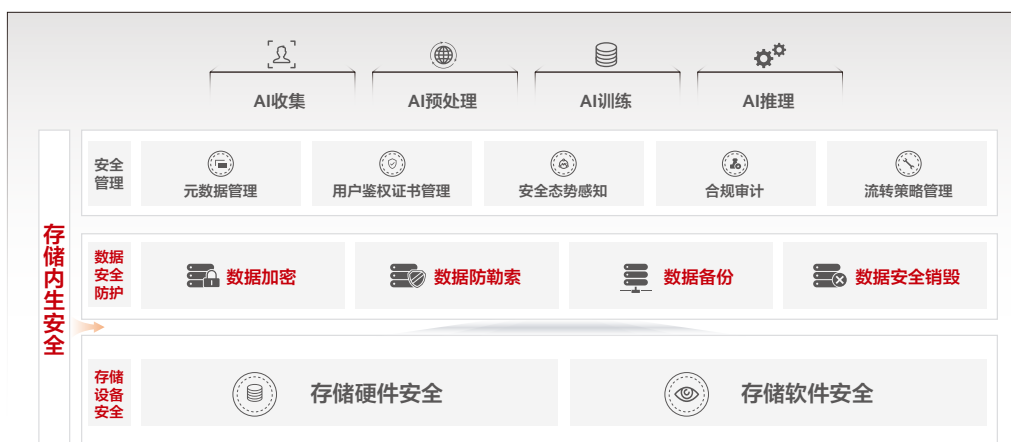 AI收集
AI预处理
AI训练
AI推理
存储内生安全
安全
管理
元数据管理
用户鉴权证书管理
安全态势感知
合规审计
流转策略管理
数据
安全
防护
数据加密
数据防勒索
数据备份
数据安全销毁
存储
设备
安全
存储硬件安全
存储软件安全